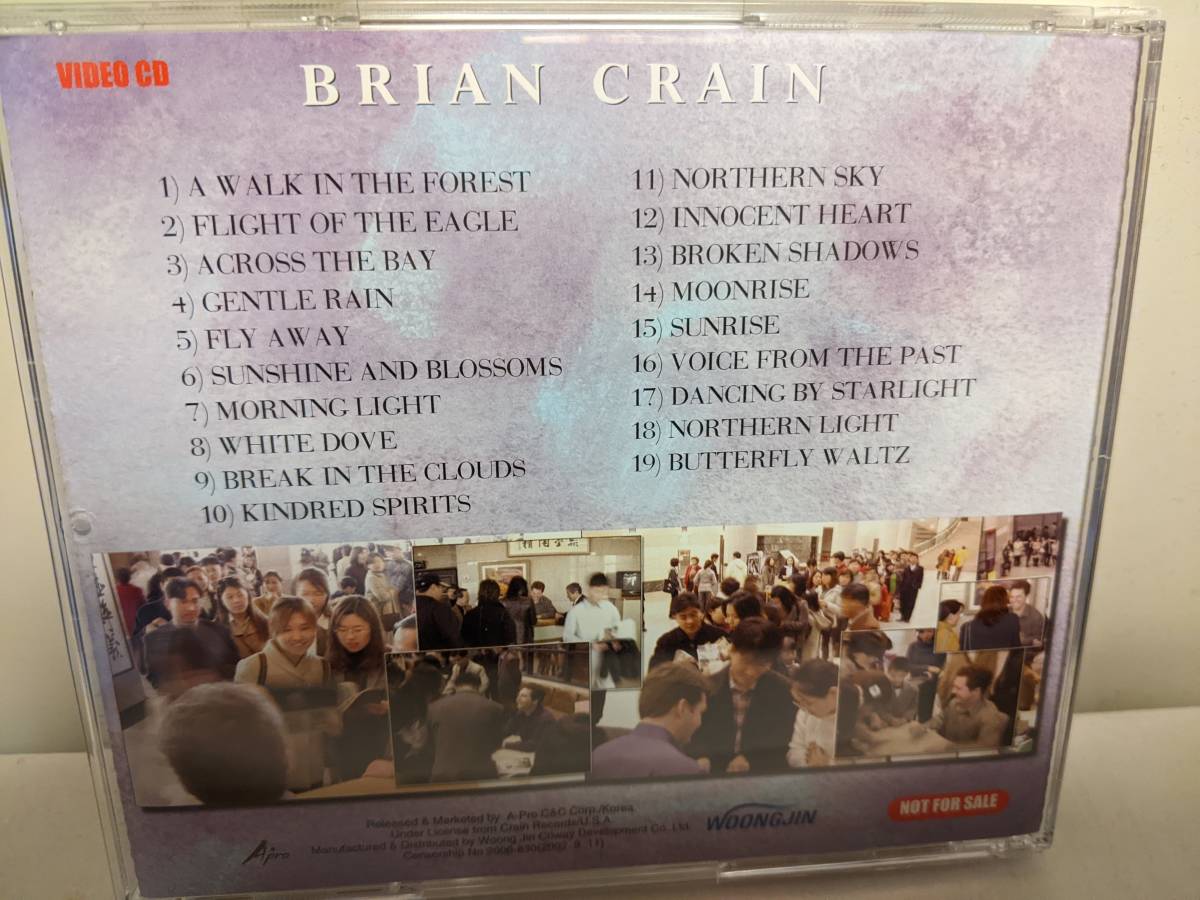 VIDEO CD
BRIAN CRAIN
1) A WALK IN THE FOREST
2) FLIGHT OF THE EAGLE
3) ACROSS THE BAY
4) GENTLE RAIN
5) FLY AWAY
6) SUNSHINE AND BLOSSOMS
7) MORNING LIGHT
8) WHITE DOVE
9) BREAK IN THE CLOUDS
10) KINDRED SPIRITS
11) NORTHERN SKY
12) INNOCENT HEART
13) BROKEN SHADOWS
14) MOONRISE
15) SUNRISE
16) VOICE FROM THE PAST
17) DANCING BY STARLIGHT
18) NORTHERN LIGHT
19) BUTTERFLY WALTZ
Apro
Released & Marketed by A-Pro C&C Corp./Korea
Under License from Crain Records/U.S.A.
Manufactured & Distributed by Woong Jin Coway Development Co., Ltd.
Censorship No
WOONGJIN
NOT FOR SALE